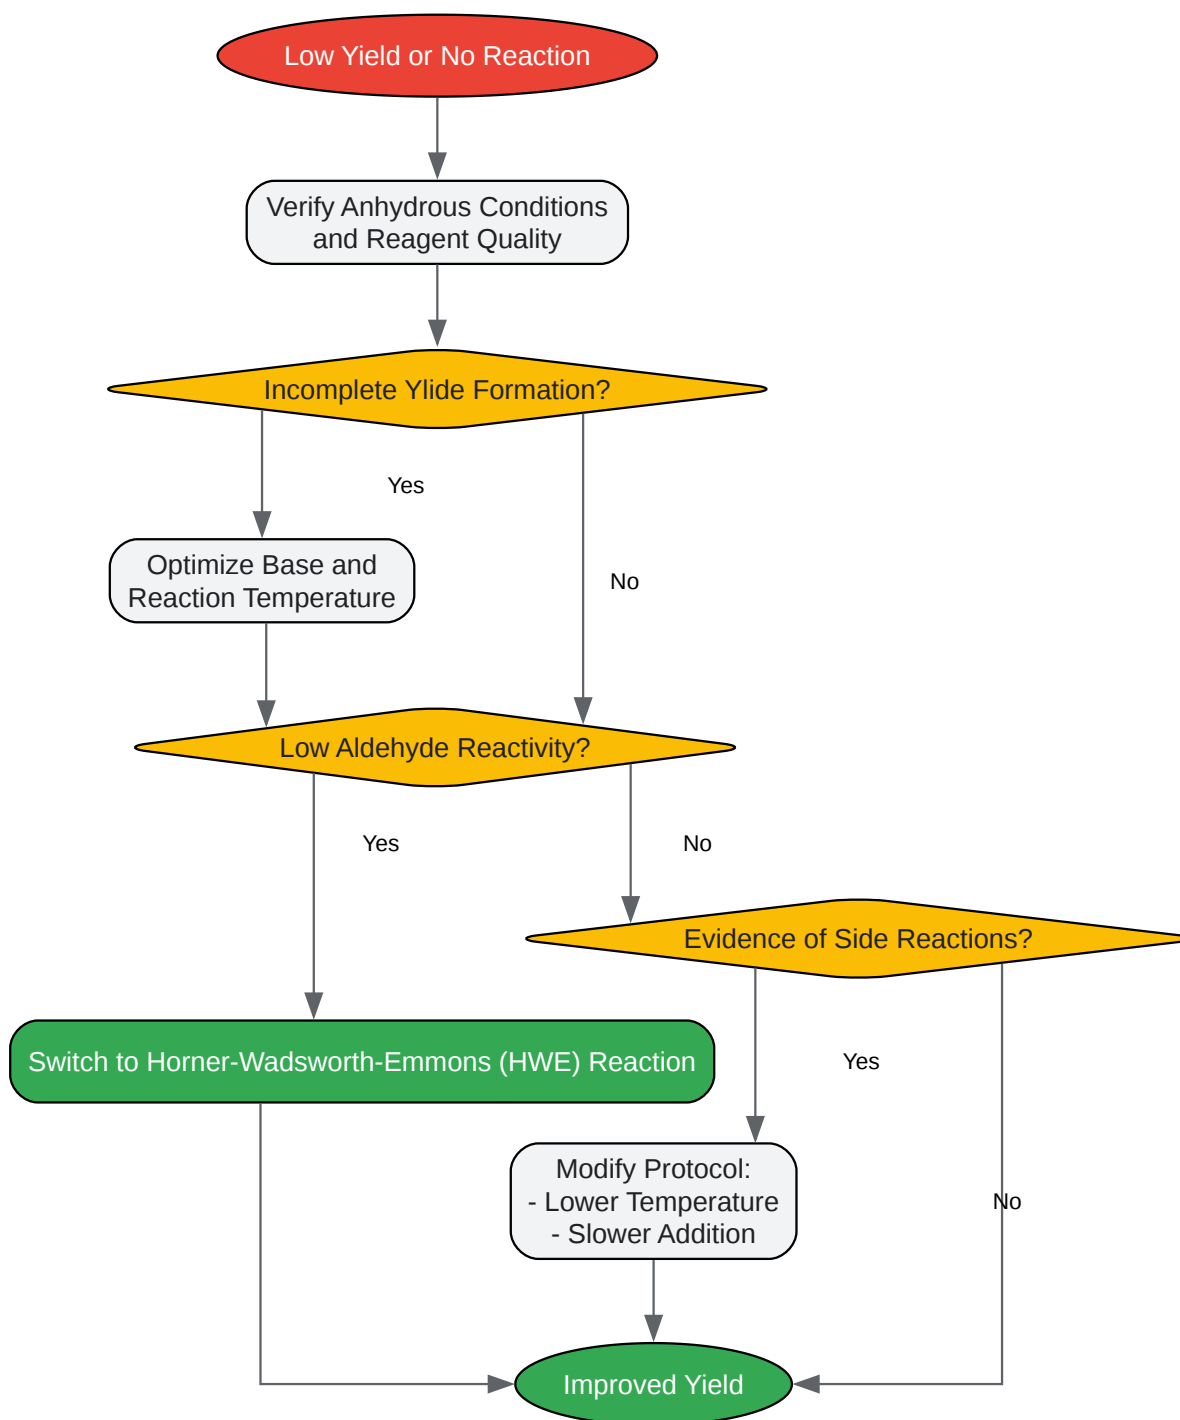 Low Yield or No Reaction
Verify Anhydrous Conditions
and Reagent Quality
Incomplete Ylide Formation?
Yes
Optimize Base and
Reaction Temperature
No
Low Aldehyde Reactivity?
Yes
No
Evidence of Side Reactions?
Switch to Horner-Wadsworth-Emmons (HWE) Reaction
Yes
Modify Protocol:
- Lower Temperature
- Slower Addition
No
Improved Yield